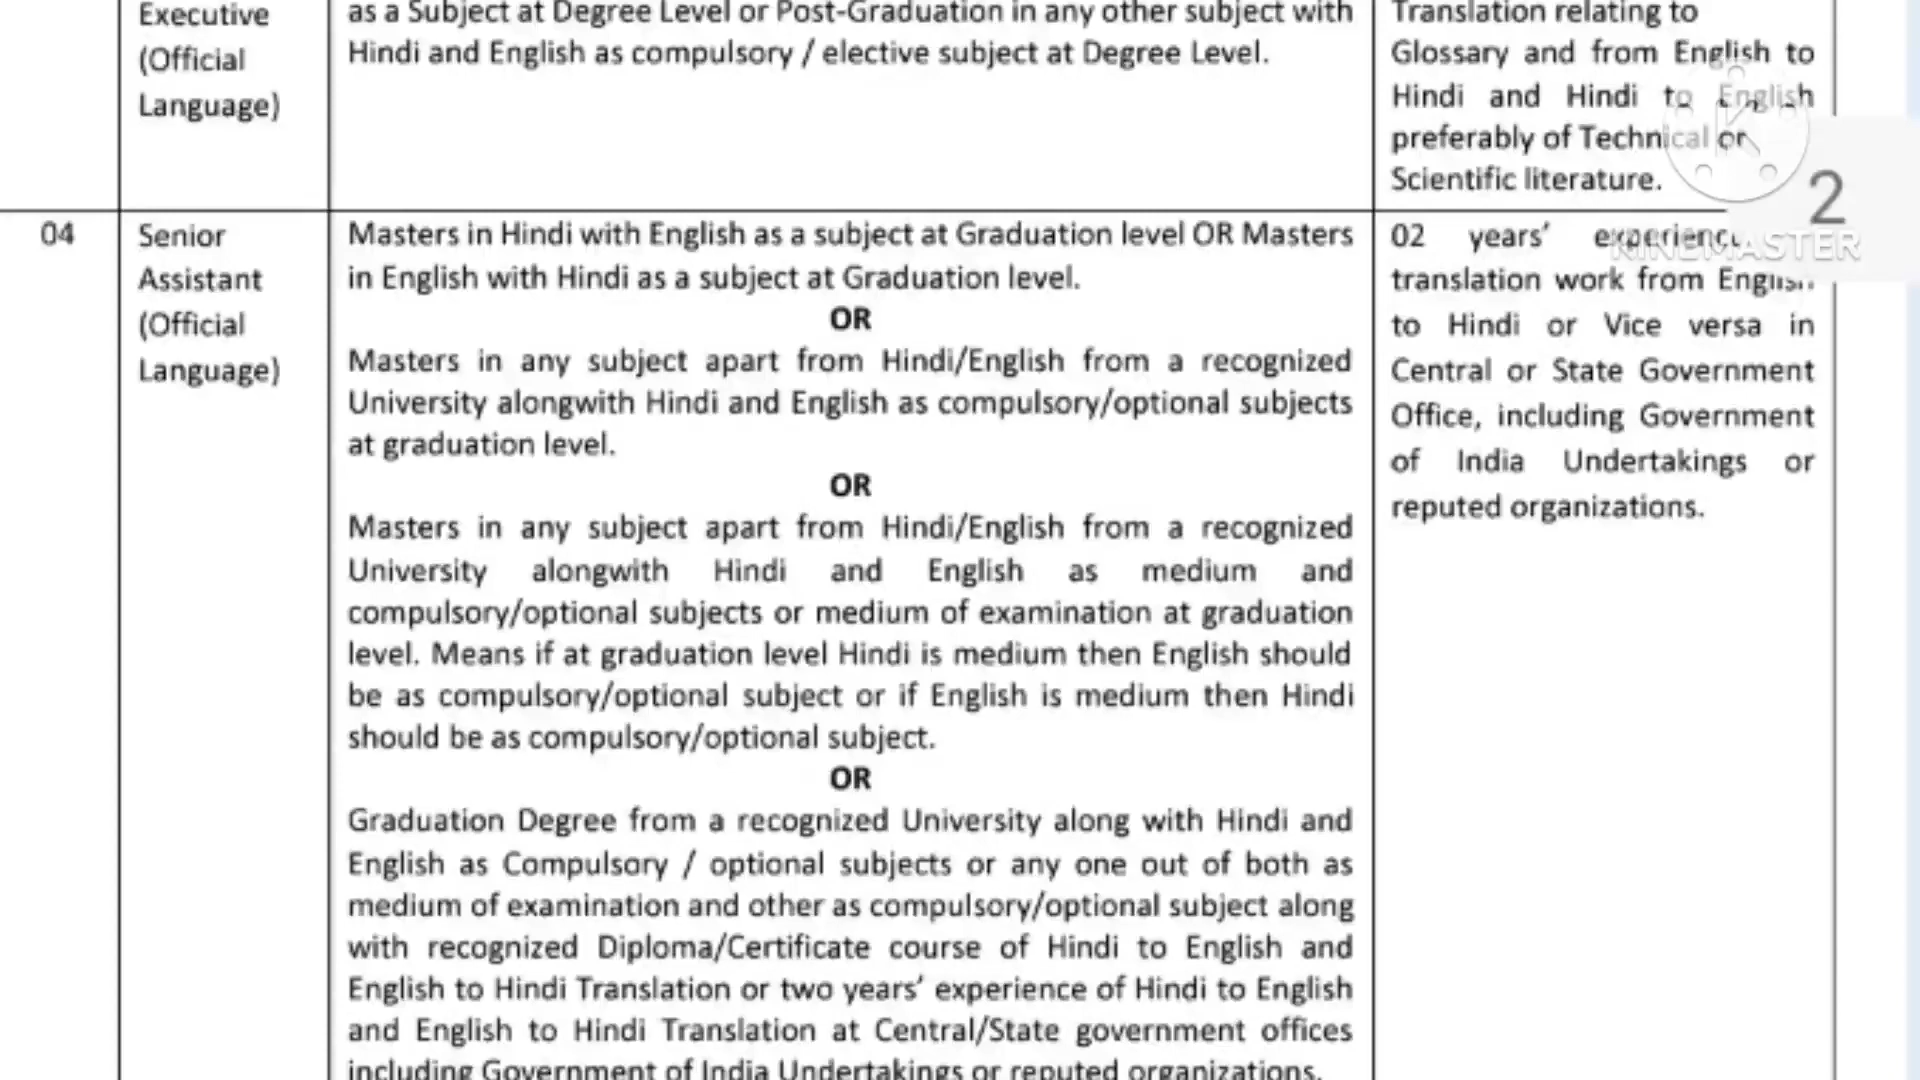 Executive
(Official
Language)
as a Subject at Degree Level or Post-Graduation in any other subject with
Hindi and English as compulsory / elective subject at Degree Level.
Translation relating to
Glossary and from English to
Hindi and Hindi to English
preferably of Technical or
Scientific literature.
2
KINEMASTER
04
Senior
Assistant
(Official
Language)
Masters in Hindi with English as a subject at Graduation level OR Masters
in English with Hindi as a subject at Graduation level.
OR
Masters in any subject apart from Hindi/English from a recognized
University alongwith Hindi and English as compulsory/optional subjects
at graduation level.
OR
Masters in any subject apart from Hindi/English from a recognized
University alongwith Hindi and English as medium and
compulsory/optional subjects or medium of examination at graduation
level. Means if at graduation level Hindi is medium then English should
be as compulsory/optional subject or if English is medium then Hindi
should be as compulsory/optional subject.
OR
Graduation Degree from a recognized University along with Hindi and
English as Compulsory / optional subjects or any one out of both as
medium of examination and other as compulsory/optional subject along
with recognized Diploma/Certificate course of Hindi to English and
English to Hindi Translation or two years' experience of Hindi to English
and English to Hindi Translation at Central/State government offices
including Government of India Undertakings or reputed organizations.
02 years' experience
translation work from English
to Hindi or Vice versa in
Central or State Government
Office, including Government
of India Undertakings or
reputed organizations.